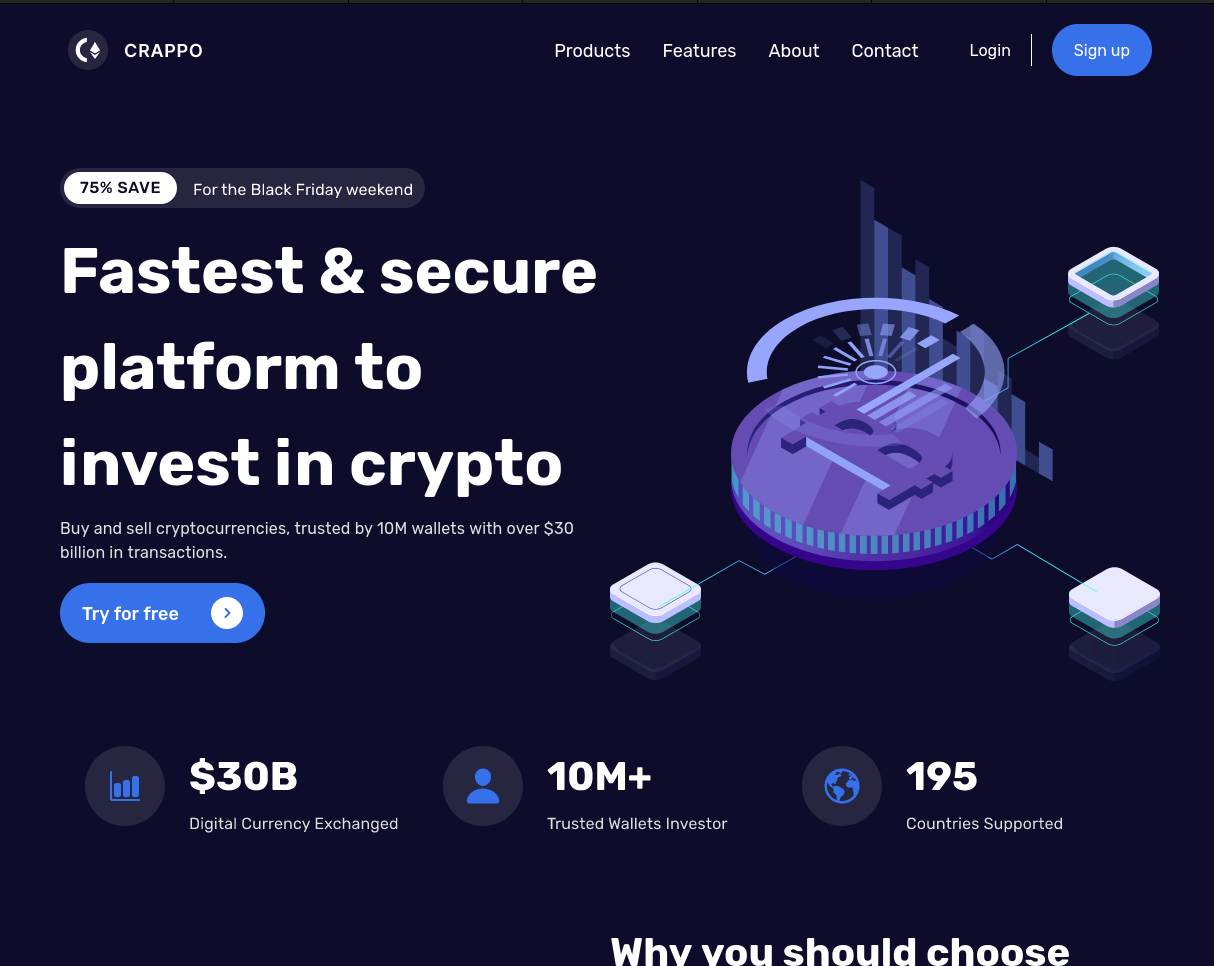 CRAPPO
Products Features About Contact Login Sign up
75% SAVE For the Black Friday weekend
Fastest & secure
platform to
invest in crypto
Buy and sell cryptocurrencies, trusted by 10M wallets with over $30
billion in transactions.
Try for free
$30B
Digital Currency Exchanged
10M+
Trusted Wallets Investor
195
Countries Supported
Why you should choose